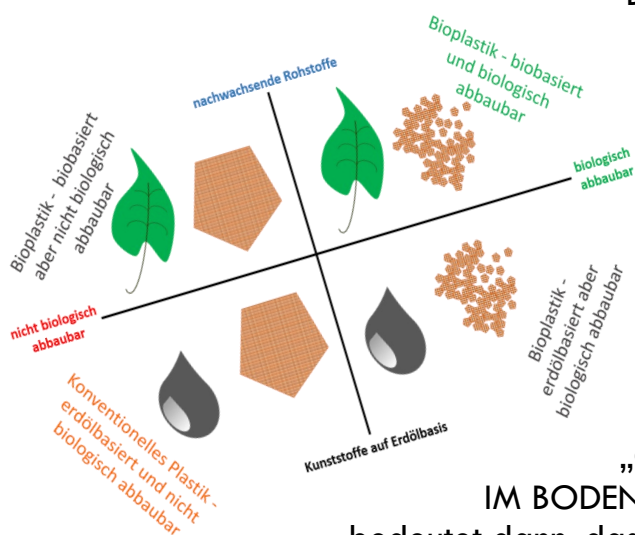 nachwachsende Rohstoffe
Bioplastik - biobasiert
und biologisch
abbaubar
Bioplastik - biobasiert
aber nicht biologisch
abbaubar
biologisch
abbaubar
nicht biologisch
abbaubar
Bioplastik -
erdölbasiert aber
biologisch abbaubar
Konventionelles Plastik -
erdölbasiert und nicht
biologisch abbaubar
Kunststoffe auf Erdölbasis
IM BODEN